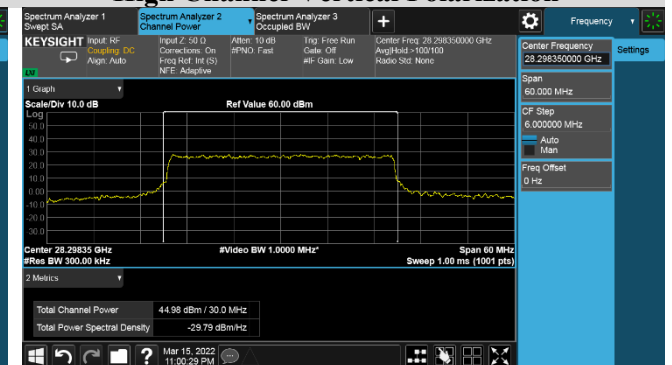 High Channel Vertical Polarization
Spectrum Analyzer 1
Swept SA
Spectrum Analyzer 2
Channel Power
Spectrum Analyzer 3
Occupied BW
+
Frequency
KEYSIGHT
Input: RF
Coupling: DC
Align: Auto
Input Z: 50 Ω
Corrections: On
Freq Ref: Int (S)
NFE: Adaptive
Atten: 10 dB
#PNO: Fast
Trig: Free Run
Gate: Off
#IF Gain: Low
Center Freq: 28.298350000 GHz
Avg|Hold:>100/100
Radio Std: None
LXI
Center Frequency
28.298350000 GHz
Settings
Span
60.000 MHz
CF Step
6.000000 MHz
Auto
Man
Freq Offset
0 Hz
1 Graph
Scale/Div 10.0 dB
Ref Value 60.00 dBm
Log
50.0
40.0
30.0
20.0
10.0
0.00
-10.0
-20.0
-30.0
Center 28.29835 GHz
#Video BW 1.0000 MHz*
Span 60 MHz
#Res BW 300.00 kHz
Sweep 1.00 ms (1001 pts)
2 Metrics
Total Channel Power
44.98 dBm / 30.0 MHz
Total Power Spectral Density
-29.79 dBm/Hz
?
Mar 15, 2022
11:00:29 PM